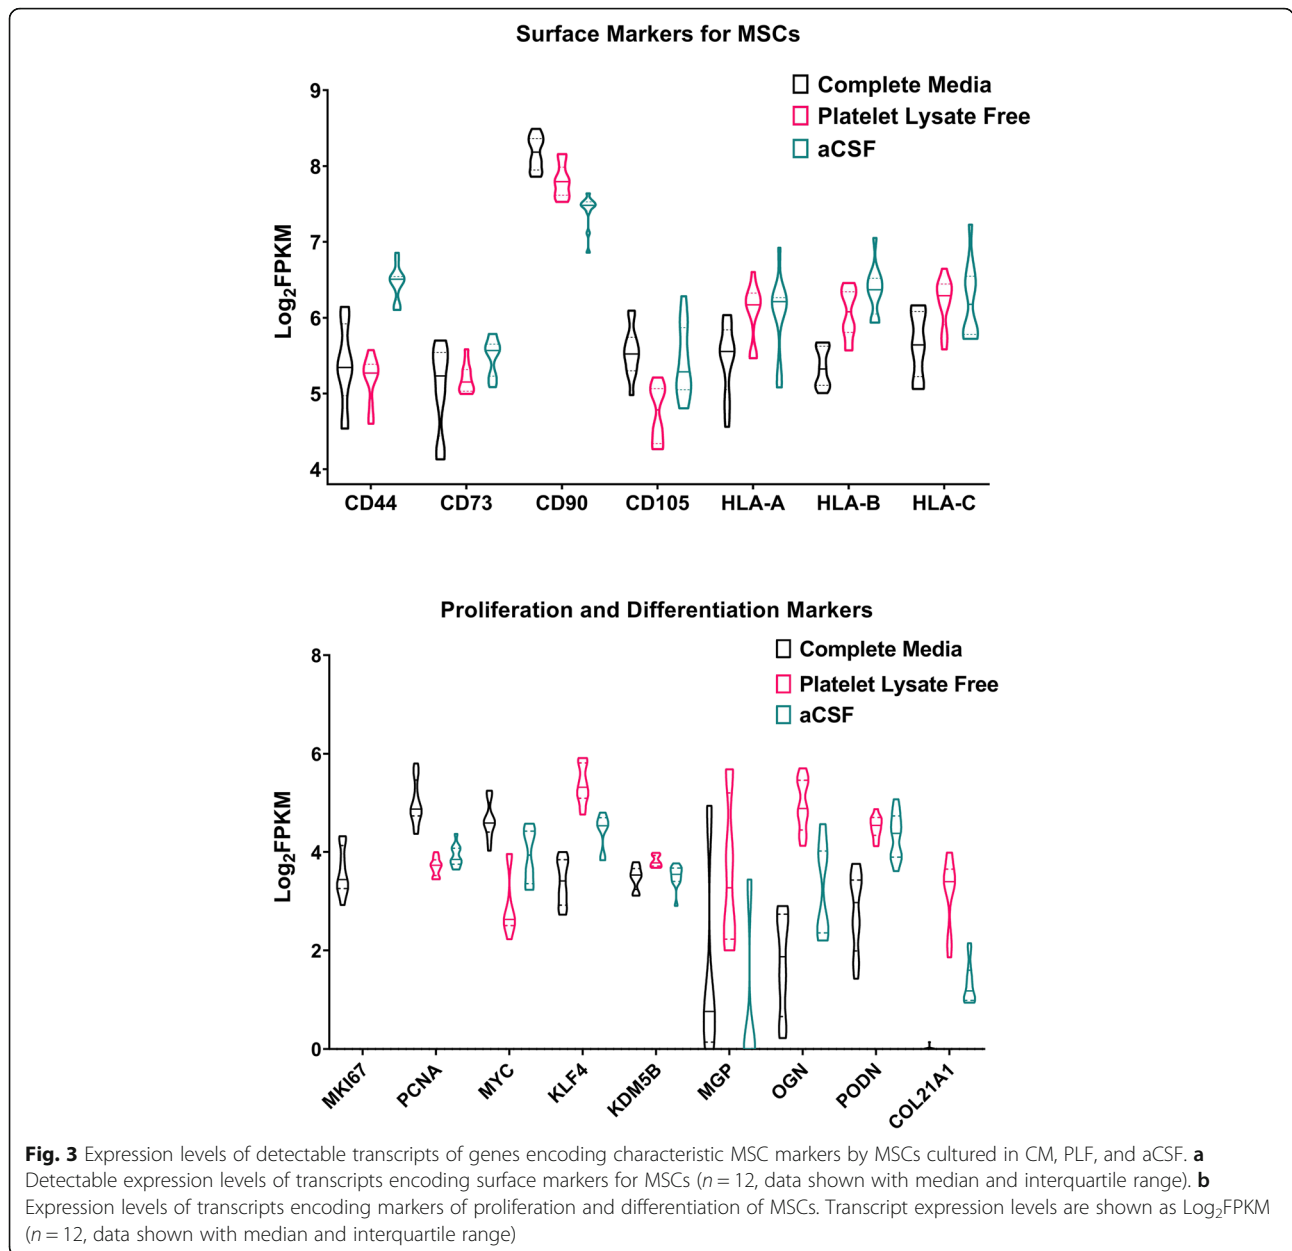 Surface Markers for MSCs
Complete Media
Platelet Lysate Free
aCSF
9
8
7
6
5
4
Log2FPKM
CD44 CD73 CD90 CD105 HLA-A HLA-B HLA-C
Proliferation and Differentiation Markers
Complete Media
Platelet Lysate Free
aCSF
8
6
4
2
0
Log2FPKM
MKI67 PCNA MYC KLF4 KDM5B MGP OGN PODN COL21A1
Fig. 3 Expression levels of detectable transcripts of genes encoding characteristic MSC markers by MSCs cultured in CM, PLF, and aCSF. a
Detectable expression levels of transcripts encoding surface markers for MSCs (n = 12, data shown with median and interquartile range). b
Expression levels of transcripts encoding markers of proliferation and differentiation of MSCs. Transcript expression levels are shown as Log2FPKM
(n = 12, data shown with median and interquartile range)